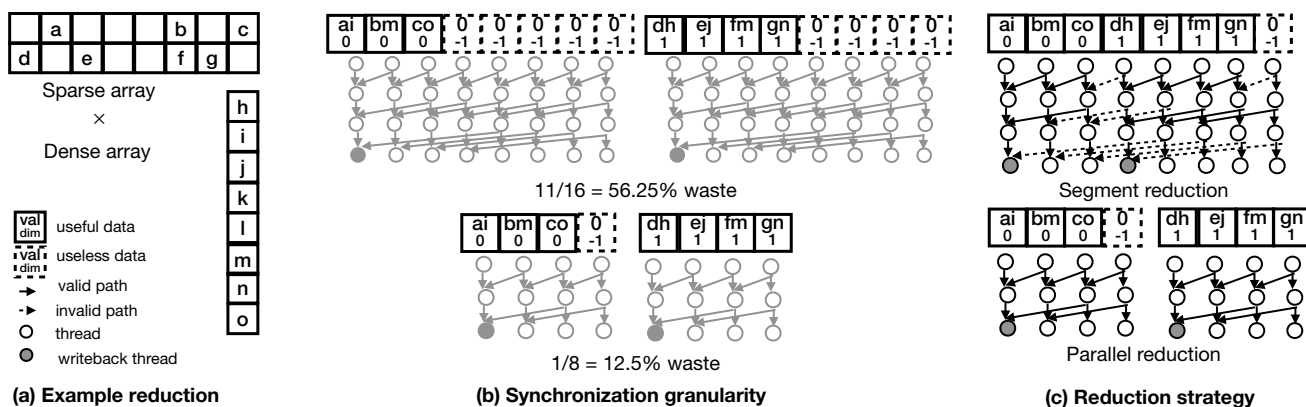 a b c
d e f g
Sparse array
×
Dense array
h
i
j
k
l
m
n
o
val dim useful data
val dim useless data
valid path
invalid path
thread
writeback thread
(a) Example reduction
ai bm co 0 0 0 0 0
0 0 0 -1 -1 -1 -1 -1
dh ej fm gn 0 0 0 0
1 1 1 1 -1 -1 -1 -1
11/16 = 56.25% waste
ai bm co 0
0 0 0 -1
dh ej fm gn
1 1 1 1
1/8 = 12.5% waste
(b) Synchronization granularity
ai bm co dh ej fm gn 0
0 0 0 1 1 1 1 -1
Segment reduction
ai bm co 0
0 0 0 -1
dh ej fm gn
1 1 1 1
Parallel reduction
(c) Reduction strategy